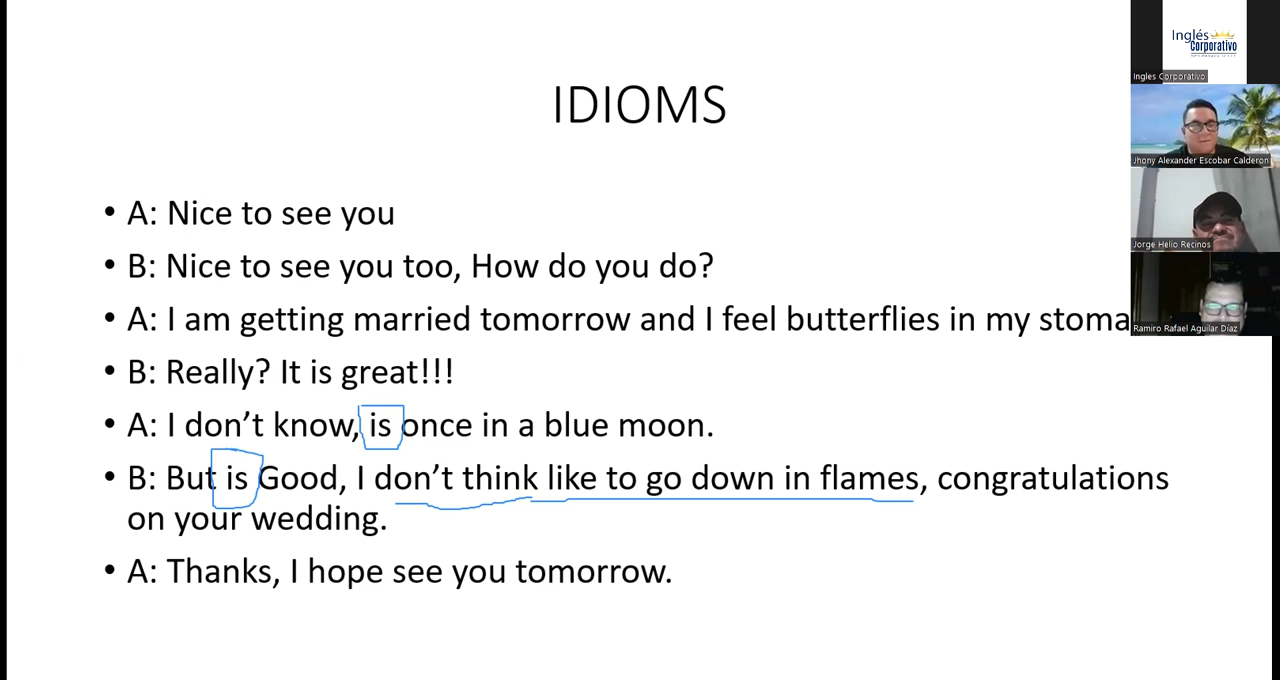 IDIOMS
• A: Nice to see you
• B: Nice to see you too, How do you do?
• A: I am getting married tomorrow and I feel butterflies in my stoma
• B: Really? It is great!!!
• A: I don’t know, is once in a blue moon.
• B: But is Good, I don’t think like to go down in flames, congratulations
on your wedding.
• A: Thanks, I hope see you tomorrow.
Inglés
Corporativo
Ingles Corporativo
Jhony Alexander Escobar Calderon
Jorge Helio Recinos
Ramiro Rafael Aguilar Díaz